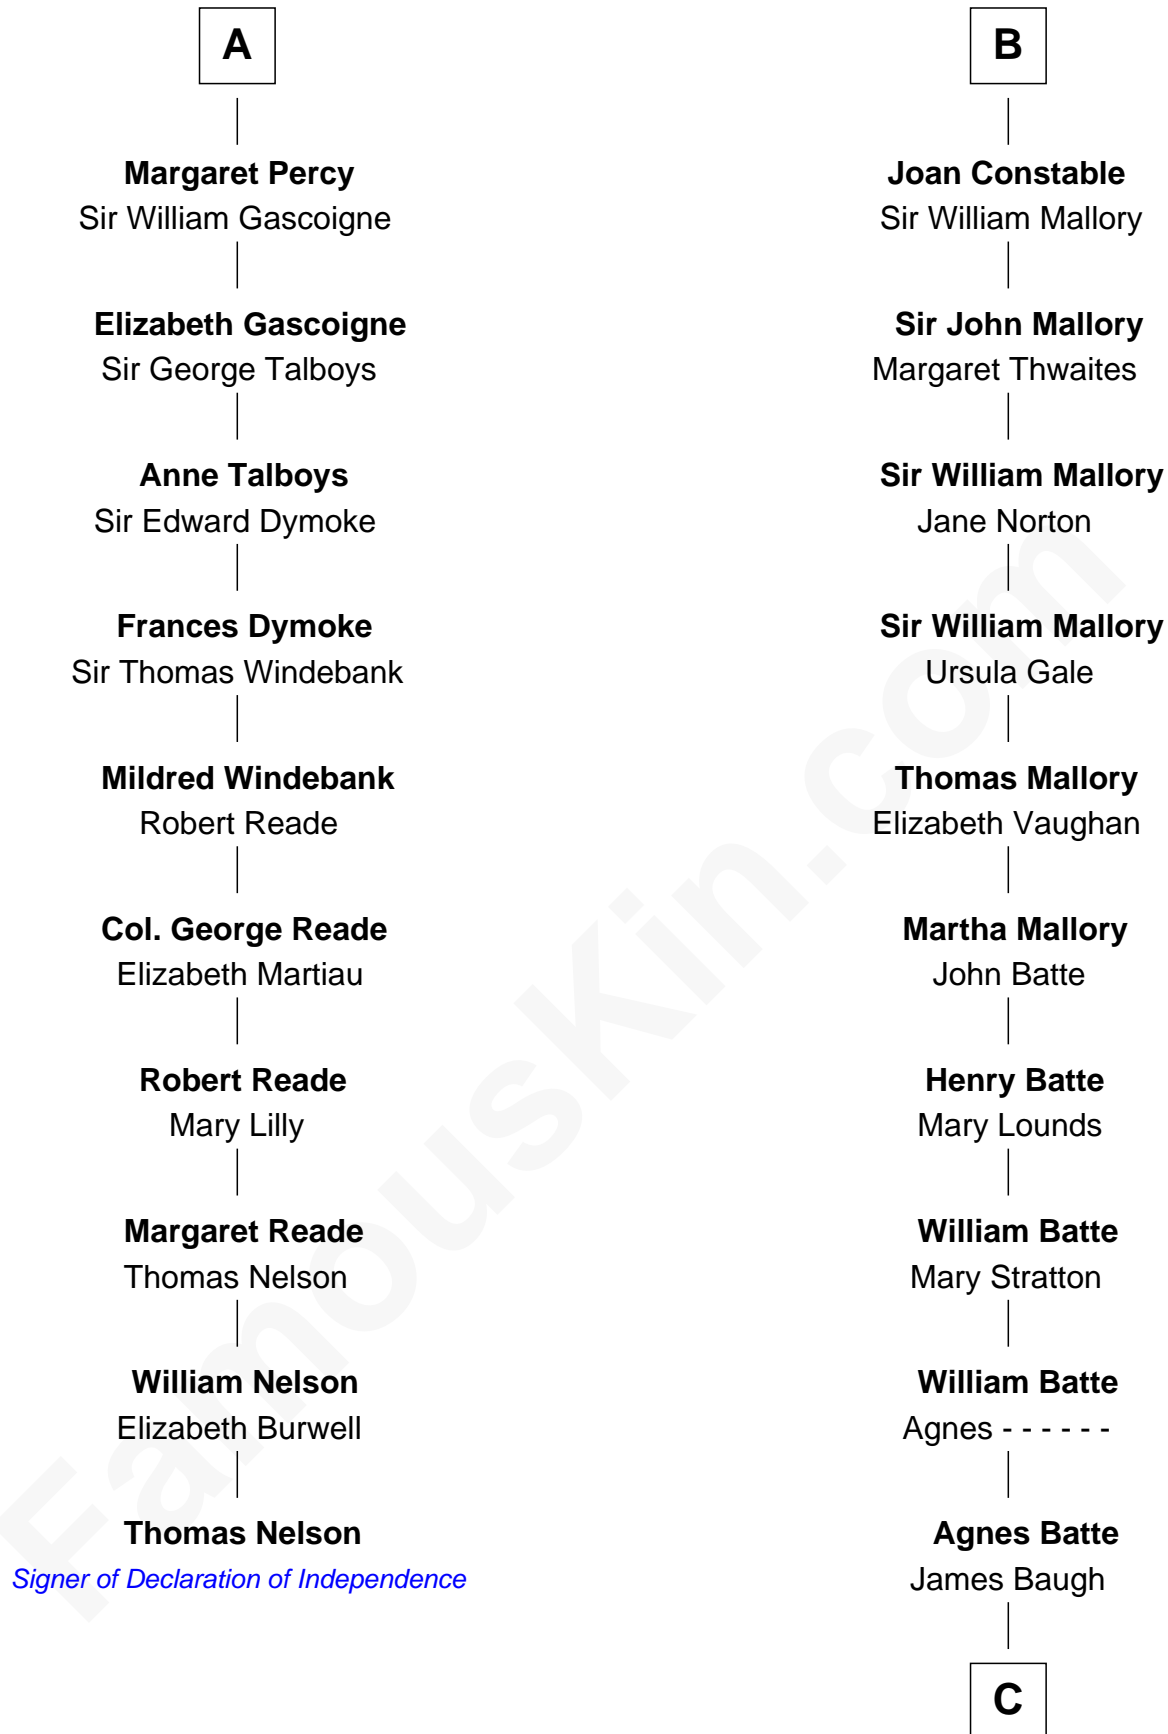 A
Margaret Percy
Sir William Gascoigne
Elizabeth Gascoigne
Sir George Talboys
Anne Talboys
Sir Edward Dymoke
Frances Dymoke
Sir Thomas Windebank
Mildred Windebank
Robert Reade
Col. George Reade
Elizabeth Martiau
Robert Reade
Mary Lilly
Margaret Reade
Thomas Nelson
William Nelson
Elizabeth Burwell
Thomas Nelson
Signer of Declaration of Independence
B
Joan Constable
Sir William Mallory
Sir John Mallory
Margaret Thwaites
Sir William Mallory
Jane Norton
Sir William Mallory
Ursula Gale
Thomas Mallory
Elizabeth Vaughan
Martha Mallory
John Batte
Henry Batte
Mary Lounds
William Batte
Mary Stratton
William Batte
Agnes - - - - - -
Agnes Batte
James Baugh
C
FamousKin.com